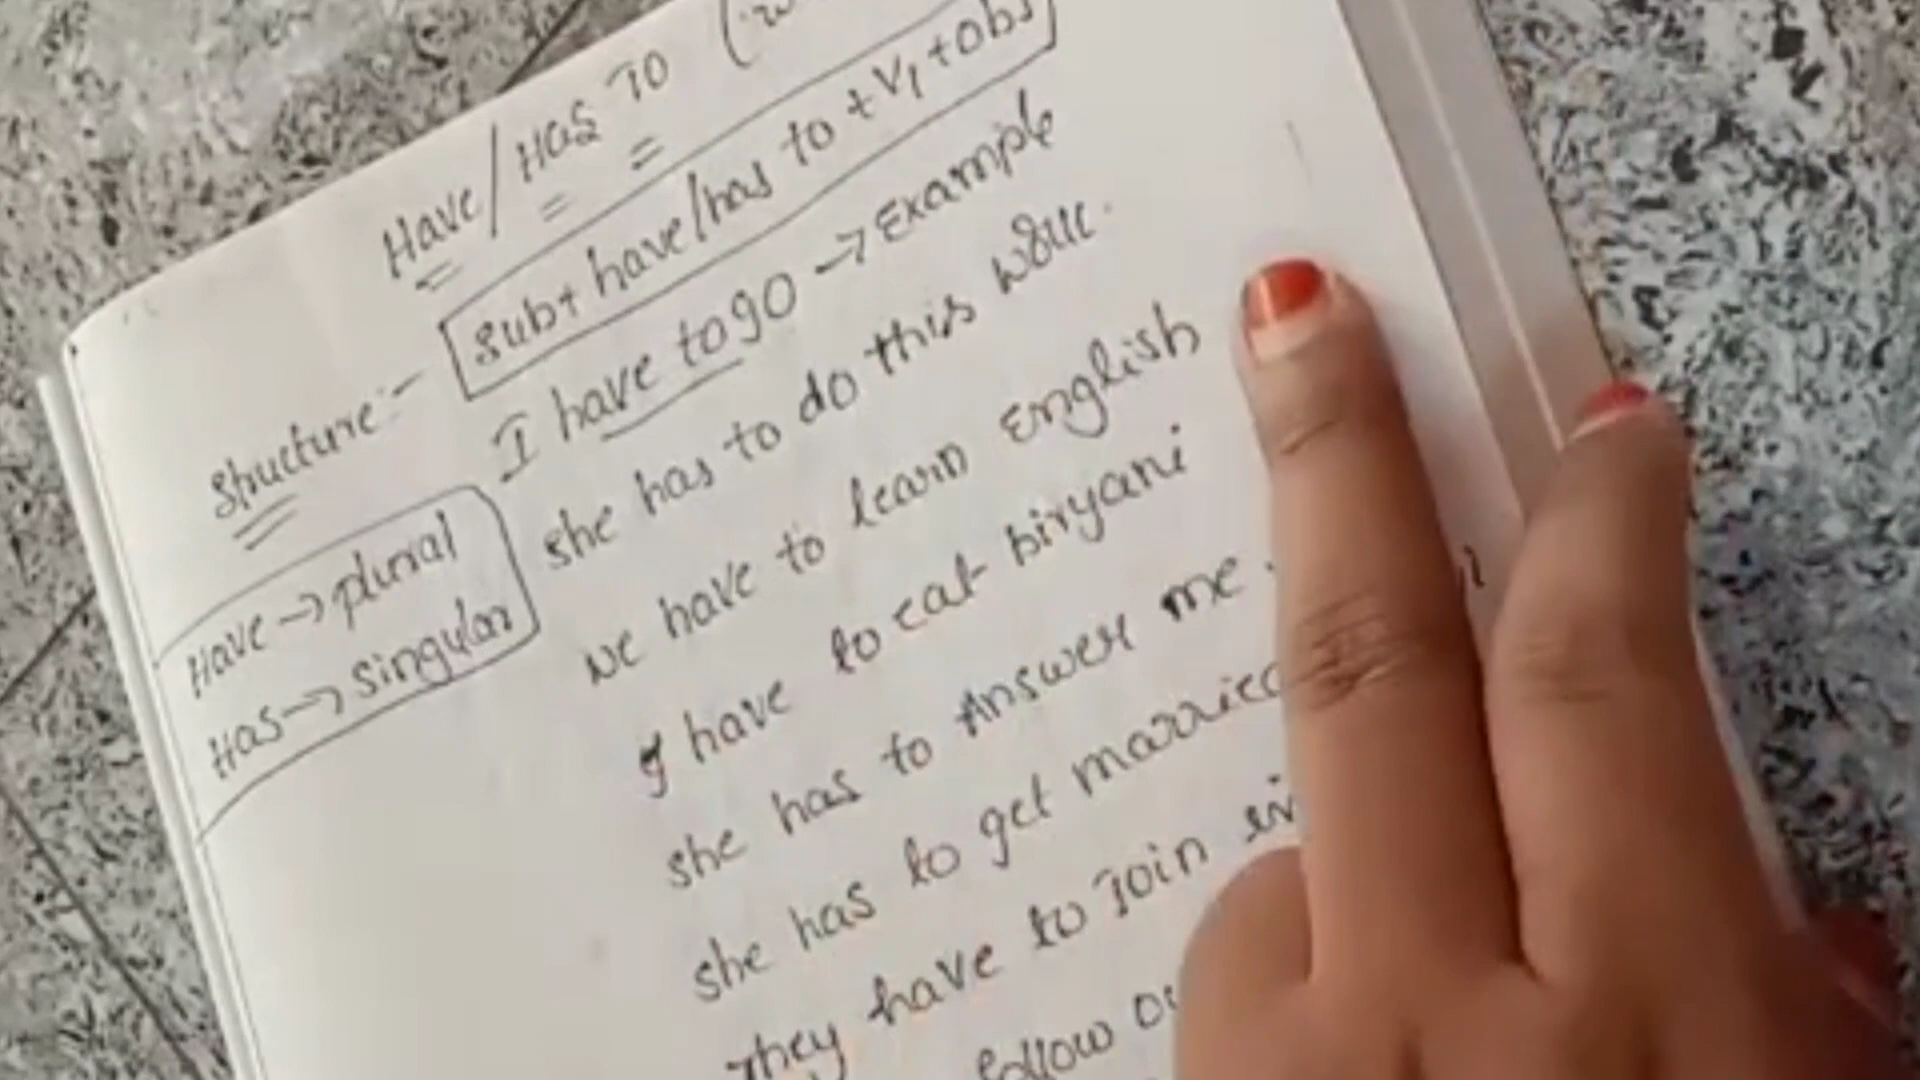 Have/Has To
Structure:- sub+ have/has to + V1 + obj
I have to go → Example
she has to do this work.
we have to learn English
Have → plural
Has → singular
I have to eat biryani
she has to Answer me.
she has to get married
They have to Join
follow